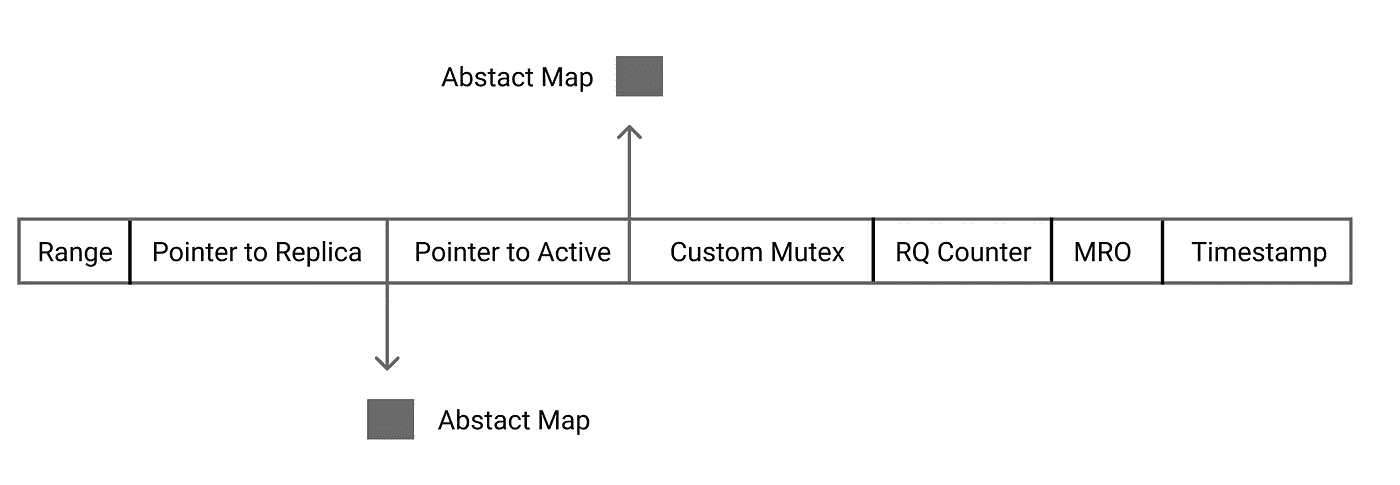 Abstact Map
Range Pointer to Replica Pointer to Active Custom Mutex RQ Counter MRO Timestamp
Abstact Map